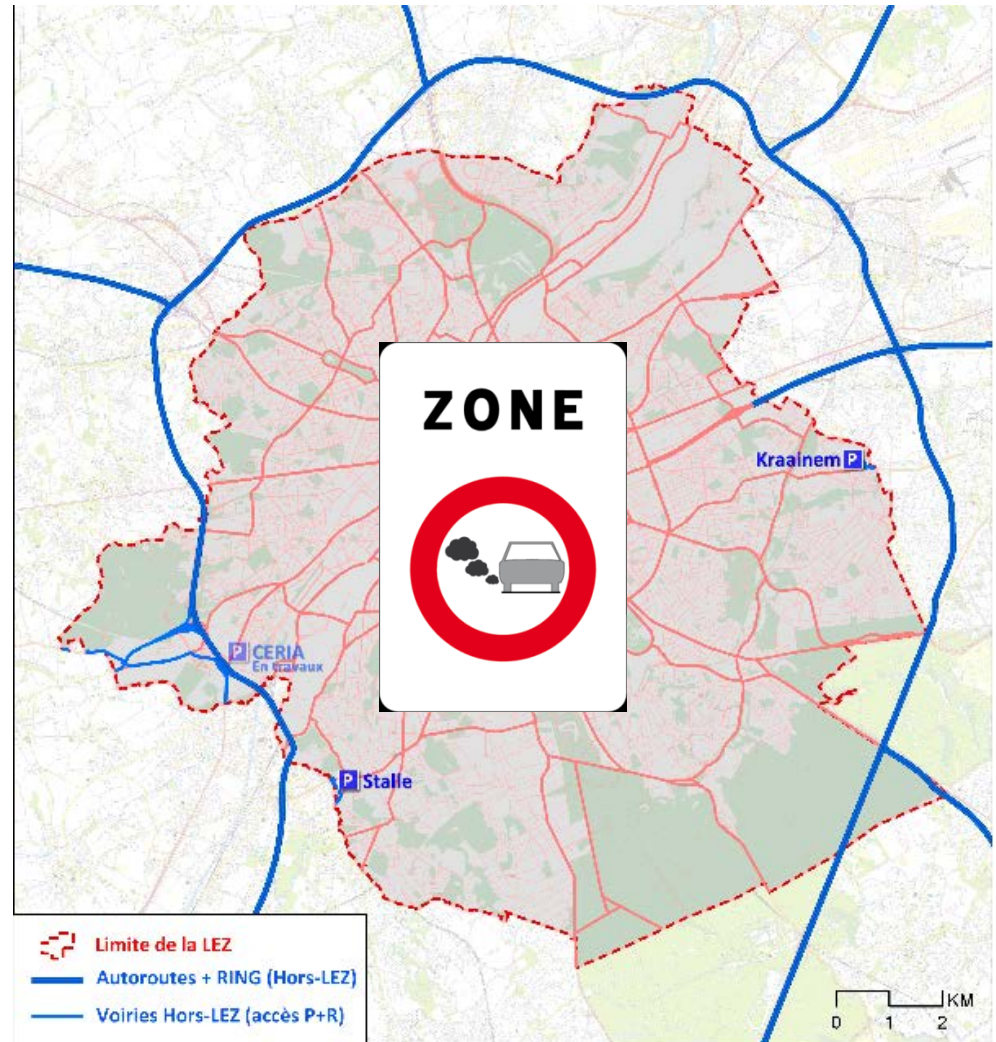 ZONE
Kraainem P
P CERIA
En travaux
P Stalle
Limite de la LEZ
Autoroutes + RING (Hors-LEZ)
Voiries Hors-LEZ (accès P+R)
KM
0 1 2